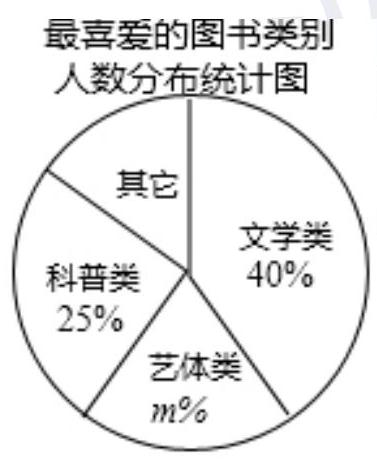 最喜爱的图书类别
人数分布统计图
其它
文学类
40%
科普类
25%
艺体类
m%